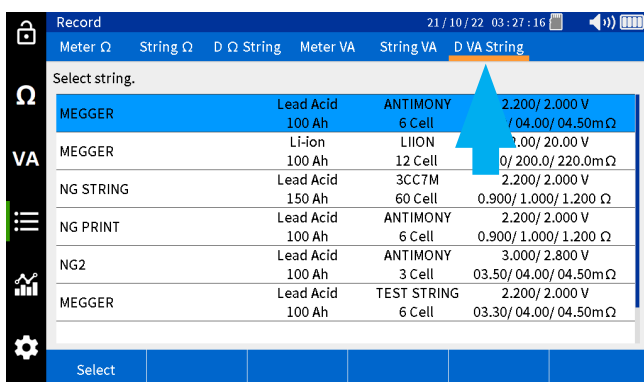 Record 21/10/22 03:27:16
Meter Ω String Ω D Ω String Meter VA String VA D VA String
Select string.
Ω
VA
MEGGER Lead Acid ANTIMONY 2.200/ 2.000 V
100 Ah 6 Cell / 04.00/ 04.50mΩ
MEGGER Li-ion LIION .00/ 20.00 V
100 Ah 12 Cell 0/ 200.0/ 220.0mΩ
NG STRING Lead Acid 3CC7M 2.200/ 2.000 V
150 Ah 60 Cell 0.900/ 1.000/ 1.200 Ω
NG PRINT Lead Acid ANTIMONY 2.200/ 2.000 V
100 Ah 6 Cell 0.900/ 1.000/ 1.200 Ω
NG2 Lead Acid ANTIMONY 3.000/ 2.800 V
100 Ah 3 Cell 03.50/ 04.00/ 04.50mΩ
MEGGER Lead Acid TEST STRING 2.200/ 2.000 V
100 Ah 6 Cell 03.30/ 04.00/ 04.50mΩ
Select